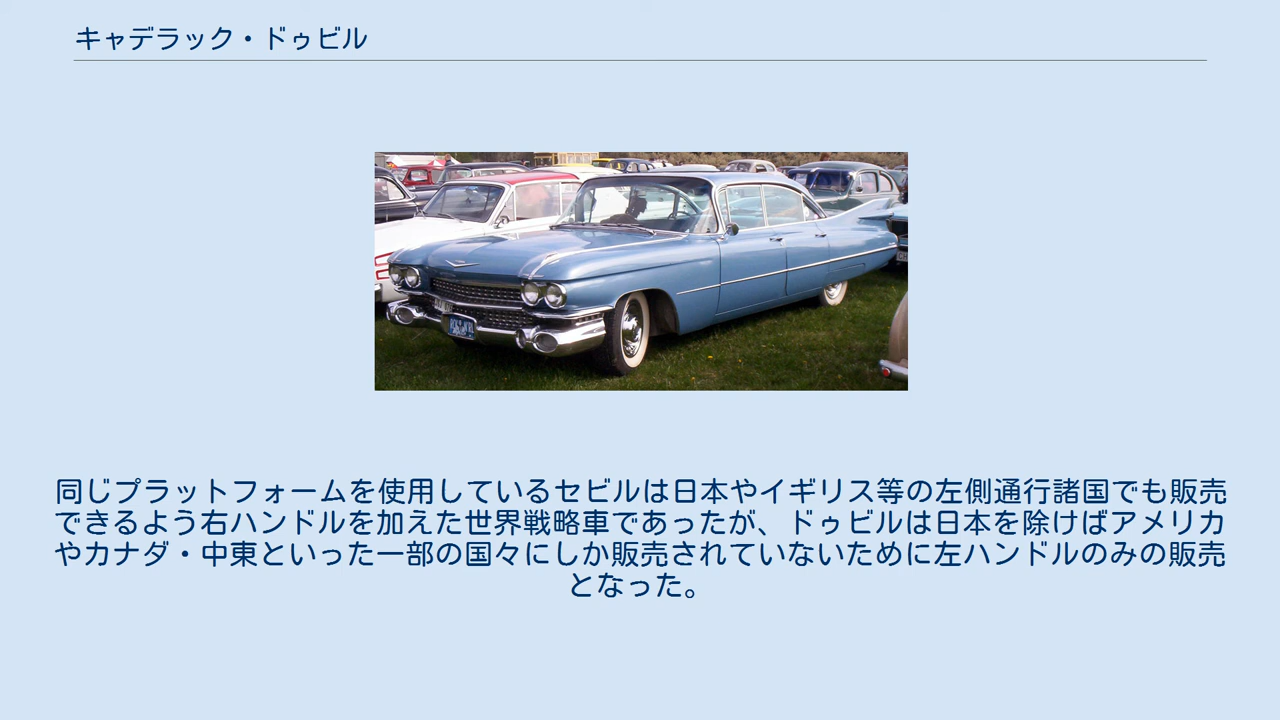 キャデラック・ドゥビル
同じプラットフォームを使用しているセビルは日本やイギリス等の左側通行諸国でも販売
できるよう右ハンドルを加えた世界戦略車であったが、ドゥビルは日本を除けばアメリカ
やカナダ・中東といった一部の国々にしか販売されていないために左ハンドルのみの販売
となった。